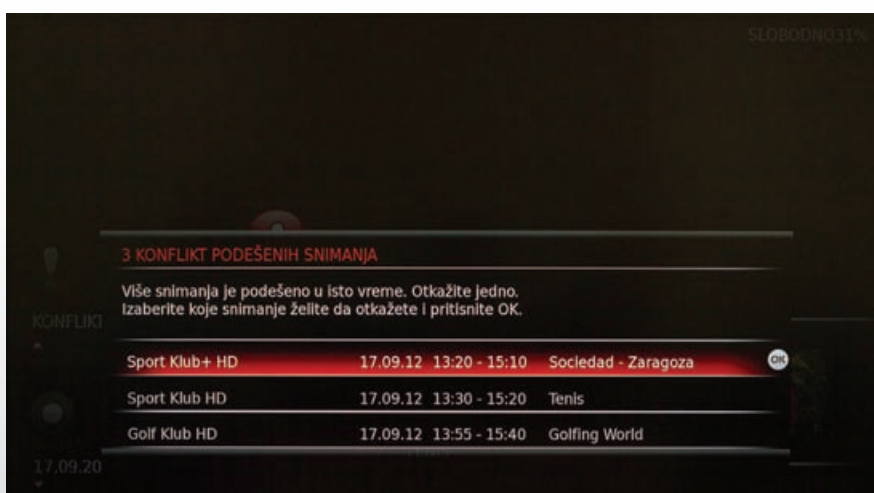 SLOBODNO31%
3 KONFLIKT PODEŠENIH SNIMANJA
Više snimanja je podešeno u isto vreme. Otkažite jedno.
Izaberite koje snimanje želite da otkažete i pritisnite OK.
KONFLIKT
Sport Klub+ HD 17.09.12 13:20 - 15:10 Sociedad - Zaragoza OK
Sport Klub HD 17.09.12 13:30 - 15:20 Tenis
Golf Klub HD 17.09.12 13:55 - 15:40 Golfing World
17.09.20